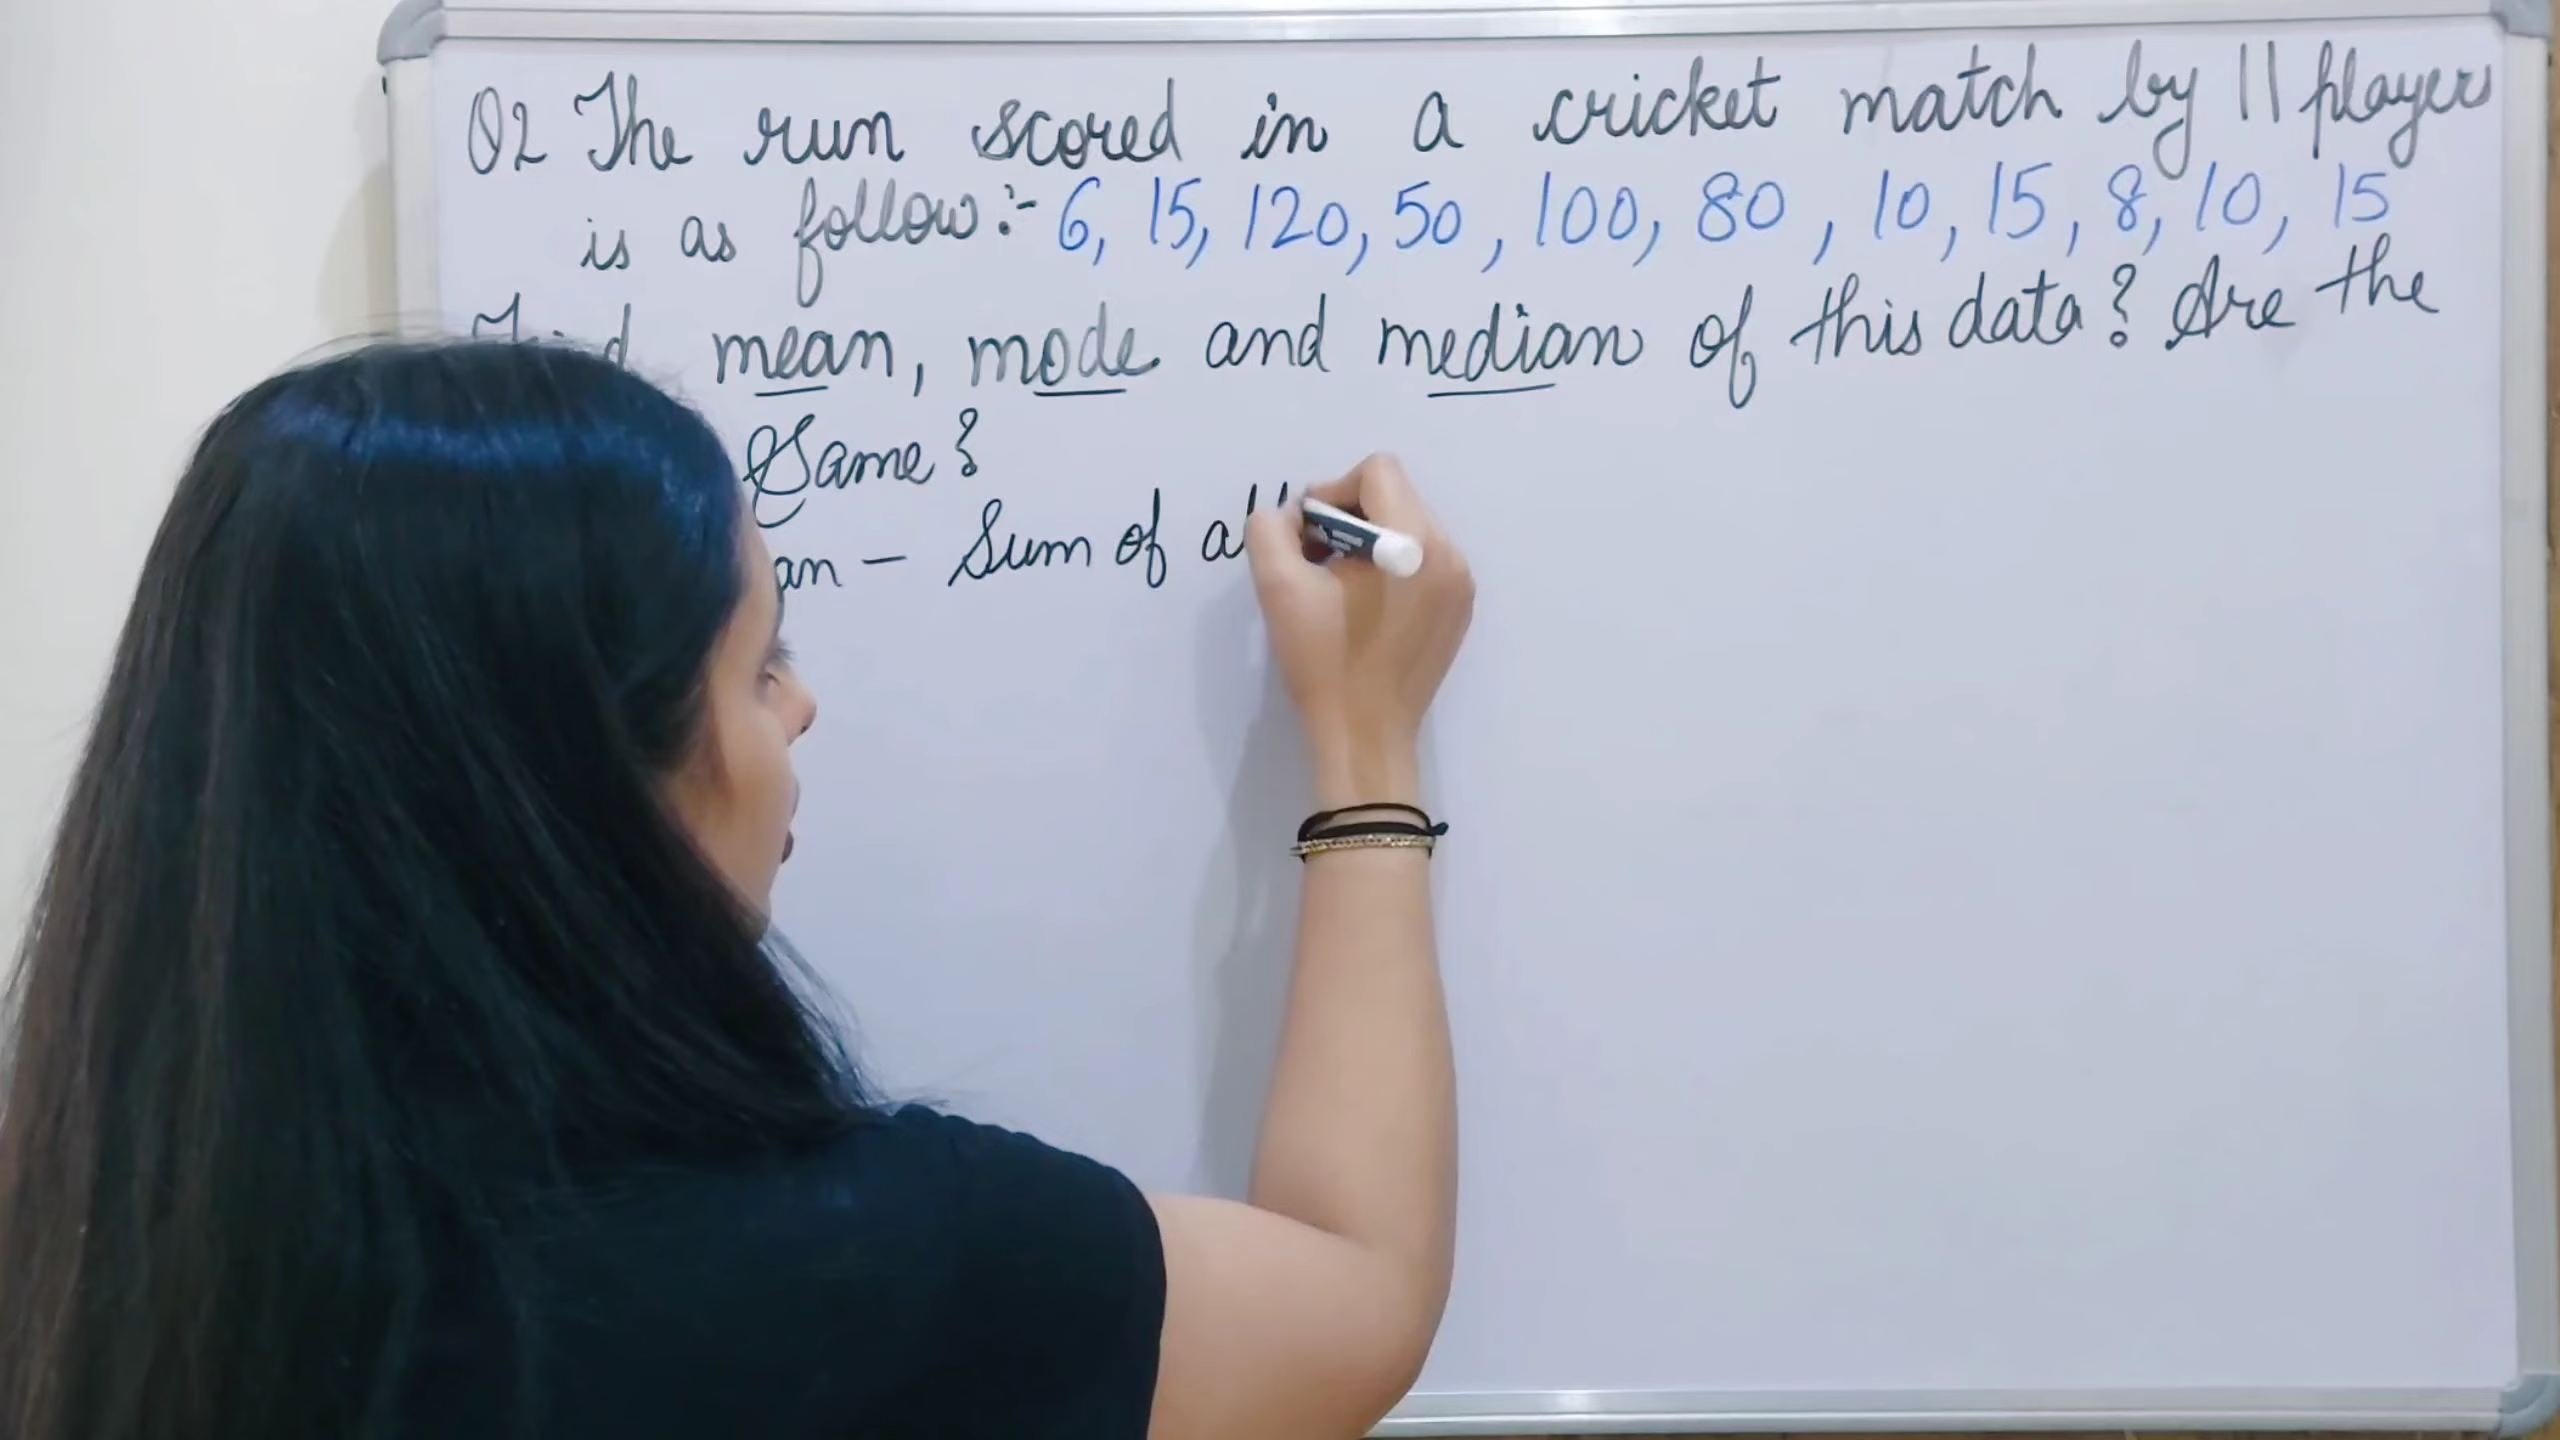 Q2 The run scored in a cricket match by 11 player
is as follow:- 6, 15, 120, 50, 100, 80, 10, 15, 8, 10, 15
mean, mode and median of this data? Are the
Same?
an - Sum of all